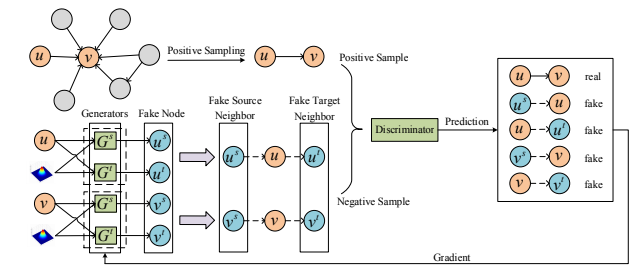 u
v
Positive Sampling
u
v
Positive Sample
Generators
Fake Node
Fake Source
Neighbor
Fake Target
Neighbor
u
G^s
u^s
G^t
u^t
u^s
u
u^t
v
G^s
v^s
G^t
v^t
v^s
v
v^t
Discriminator
Prediction
Negative Sample
u
v
real
u^s
u
fake
u
u^t
fake
v^s
v
fake
v
v^t
fake
Gradient